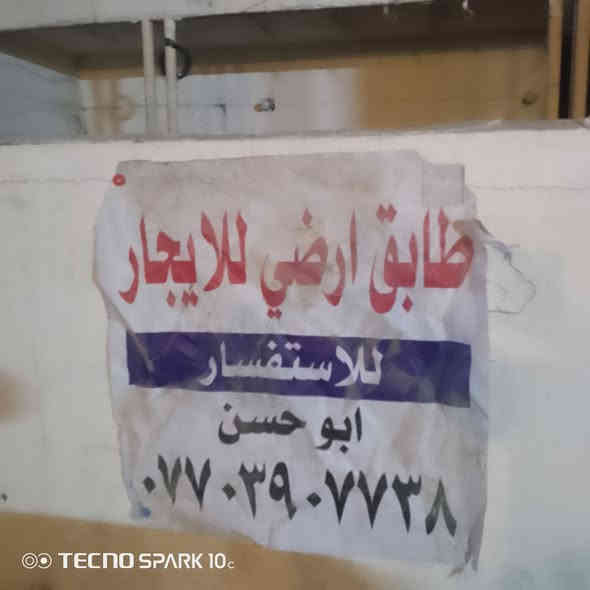 طابق ارضي للايجار
للاستفسار
ابو حسن
٠٧٧٠٣٩٠٧٧٣٨
TECNO SPARK 10c